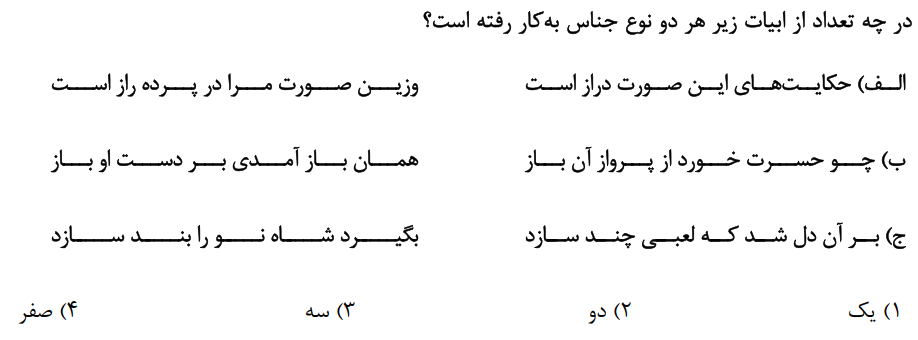 در چه تعداد از ابیات زیر هر دو نوع جناس به‌کار رفته است؟
الف) حکایت‌های این صورت دراز است وزین صورت مرا در پرده راز است
ب) چو حسرت خورد از پرواز آن باز همان باز آمدی بر دست او باز
ج) بر آن دل شد که لعبی چند سازد بگیرد شاه نو را بند سازد
۱) یک ۲) دو ۳) سه ۴) صفر